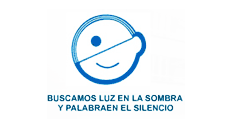 BUSCAMOS LUZ EN LA SOMBRA
Y PALABRAEN EL SILENCIO